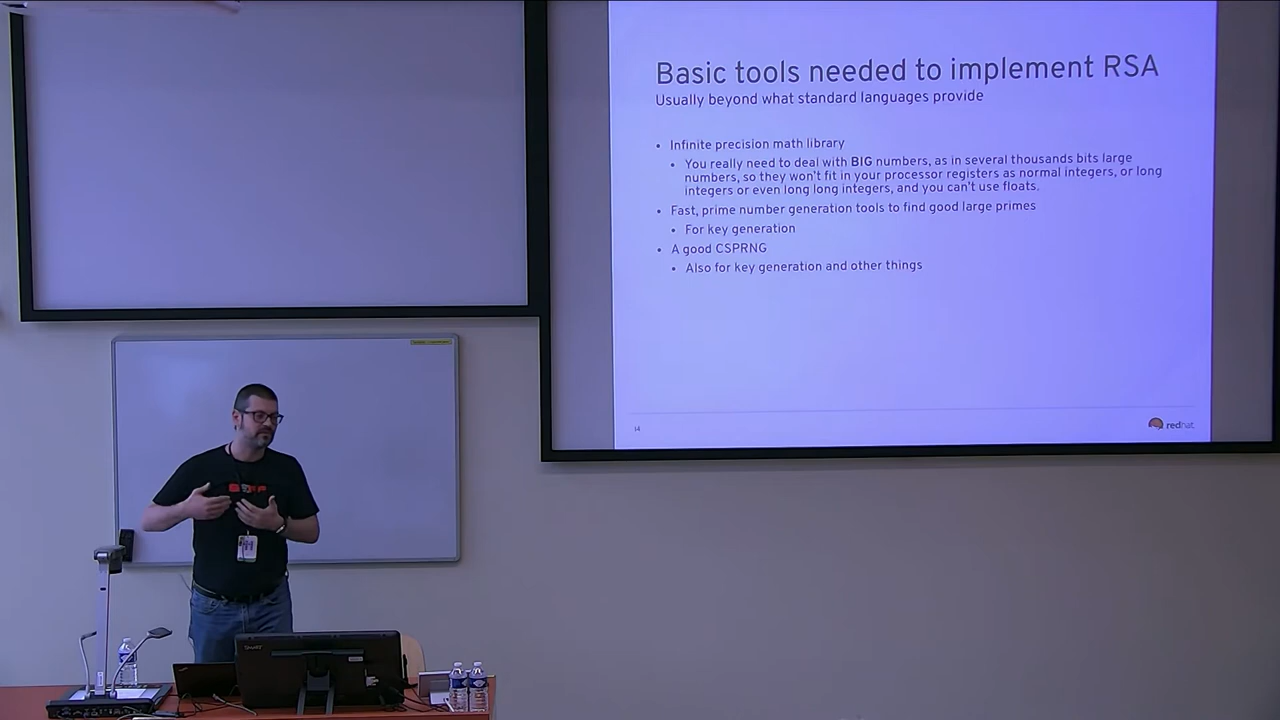 Basic tools needed to implement RSA
Usually beyond what standard languages provide
• Infinite precision math library
• You really need to deal with BIG numbers, as in several thousands bits large
numbers, so they won't fit in your processor registers as normal integers, or long
integers or even long long integers, and you can't use floats.
• Fast, prime number generation tools to find good large primes
• For key generation
• A good CSPRNG
• Also for key generation and other things
14
redhat